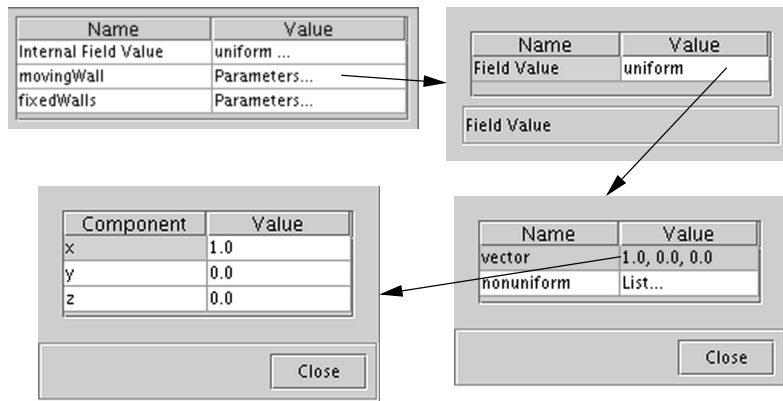 Name Value
Internal Field Value uniform ...
movingWall Parameters...
fixedWalls Parameters...
Name Value
Field Value uniform
Field Value
Component Value
x 1.0
y 0.0
z 0.0
Close
Name Value
vector 1.0, 0.0, 0.0
nonuniform List...
Close